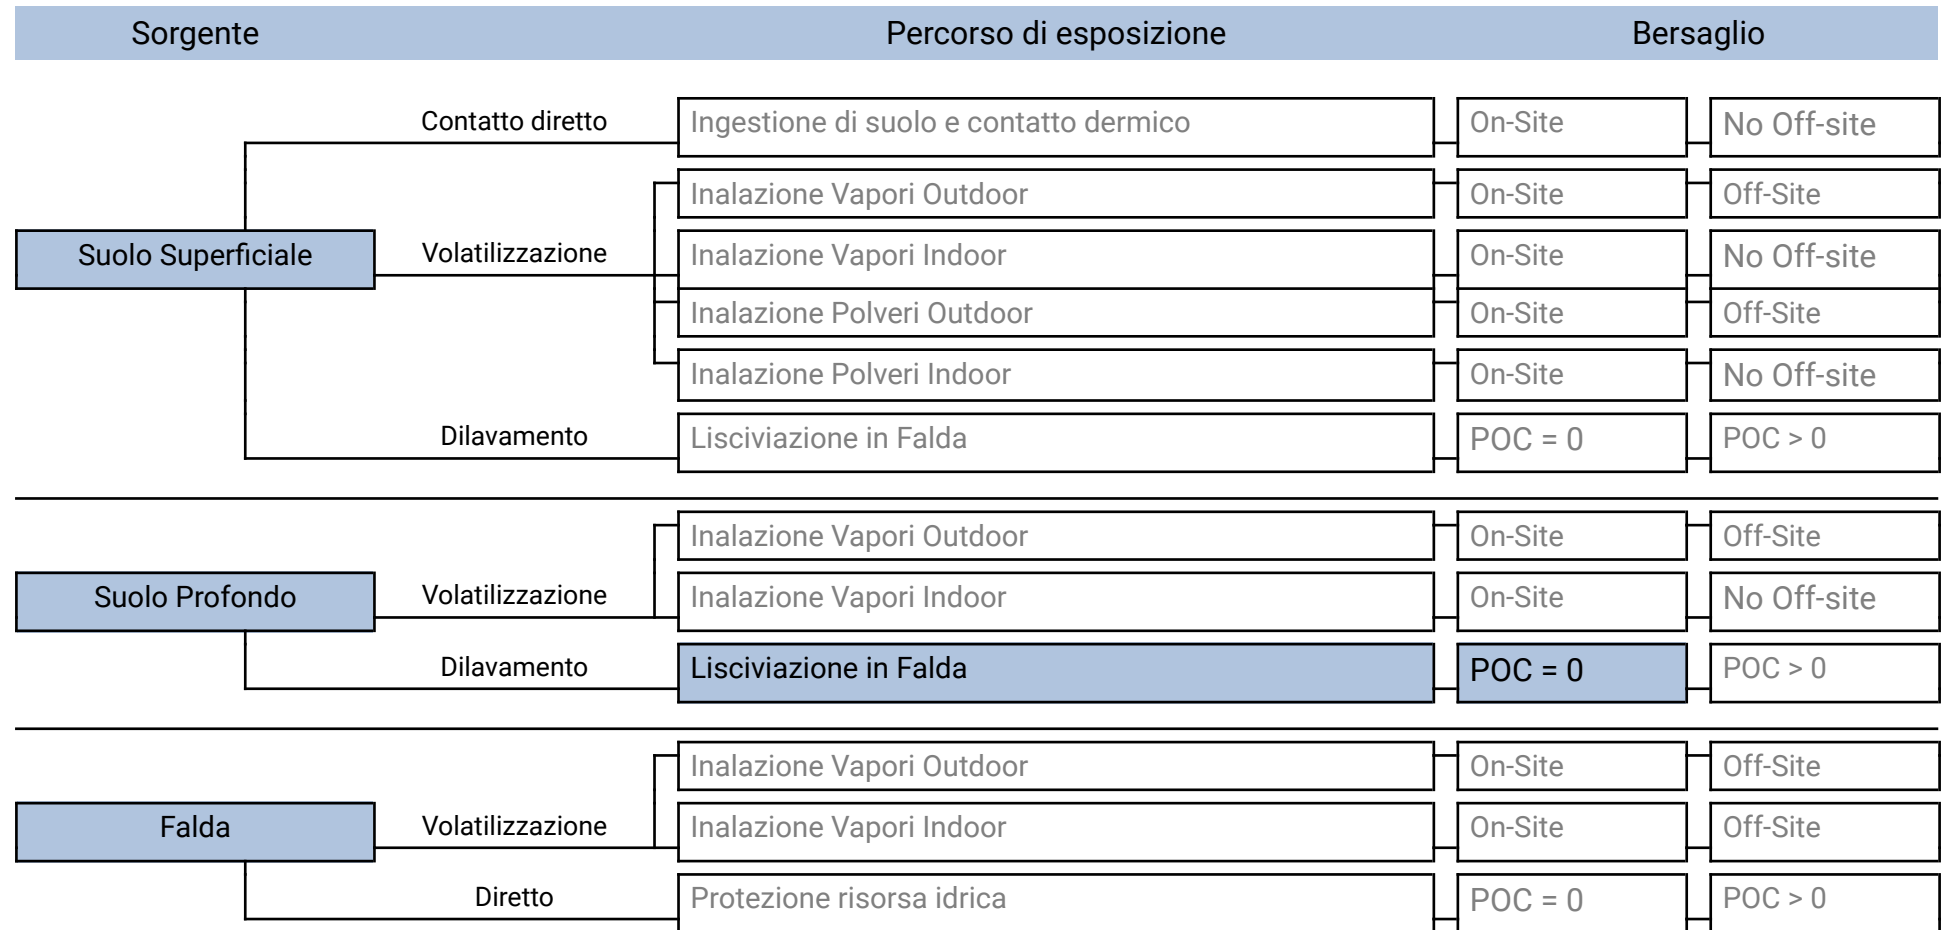 Sorgente Percorso di esposizione Bersaglio
Contatto diretto Ingestione di suolo e contatto dermico On-Site No Off-site
Inalazione Vapori Outdoor On-Site Off-Site
Suolo Superficiale Volatilizzazione Inalazione Vapori Indoor On-Site No Off-site
Inalazione Polveri Outdoor On-Site Off-Site
Inalazione Polveri Indoor On-Site No Off-site
Dilavamento Lisciviazione in Falda POC = 0 POC > 0
Inalazione Vapori Outdoor On-Site Off-Site
Suolo Profondo Volatilizzazione Inalazione Vapori Indoor On-Site No Off-site
Dilavamento Lisciviazione in Falda POC = 0 POC > 0
Inalazione Vapori Outdoor On-Site Off-Site
Falda Volatilizzazione Inalazione Vapori Indoor On-Site Off-Site
Diretto Protezione risorsa idrica POC = 0 POC > 0